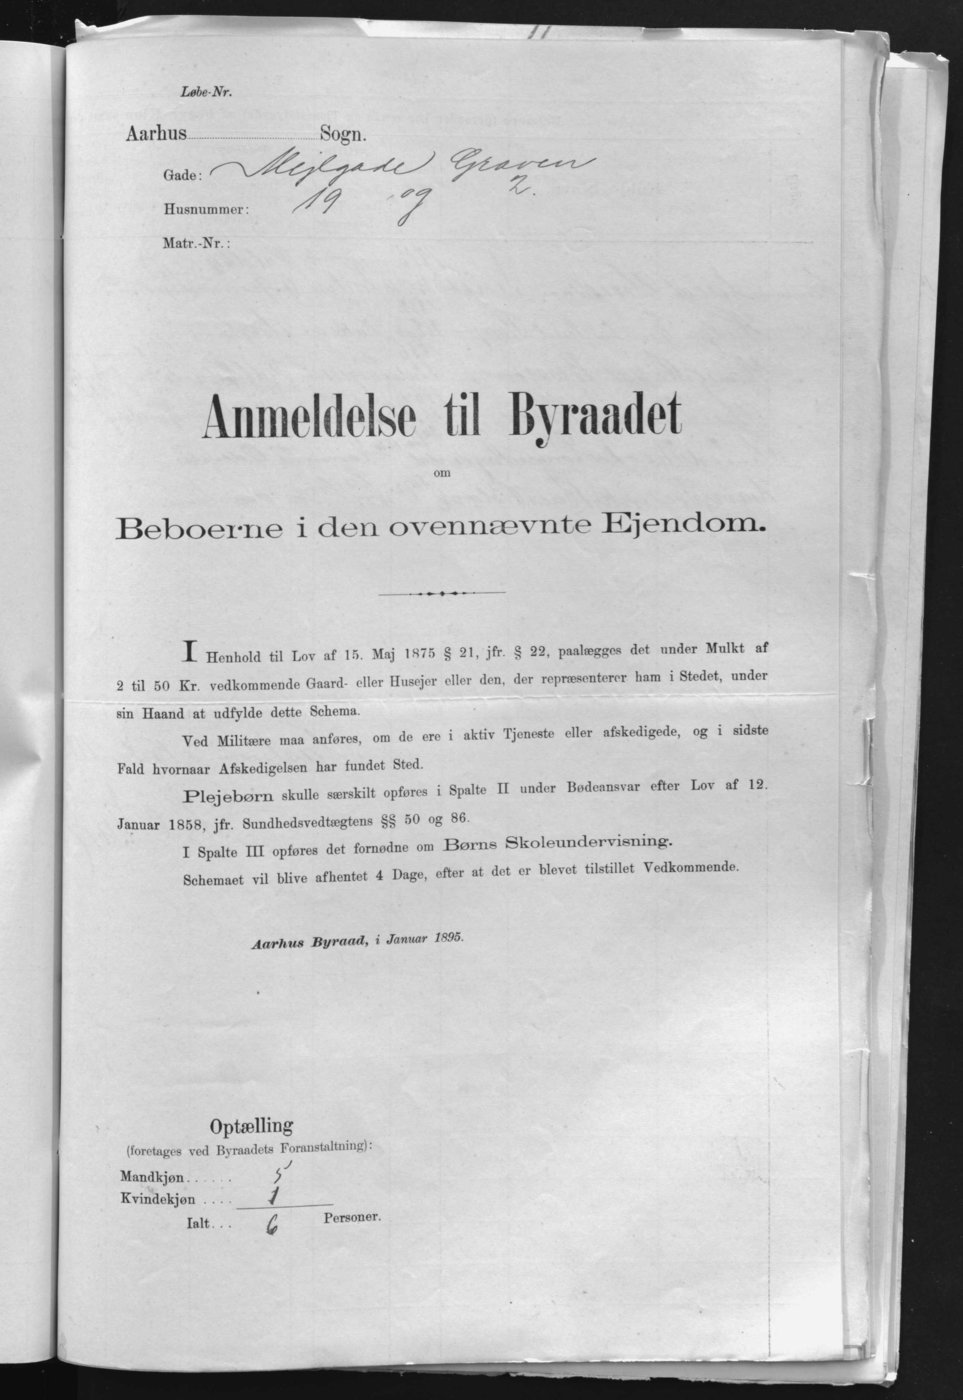 Løbe-Nr.
Aarhus Sogn.
Gade: Mejlgade Graven
Husnummer: 19 og 2.
Matr.-Nr.:
Anmeldelse til Byraadet
om
Beboerne i den ovennævnte Ejendom.
I Henhold til Lov af 15. Maj 1875 § 21, jfr. § 22, paalægges det under Mulkt af
2 til 50 Kr. vedkommende Gaard- eller Husejer eller den, der repræsenterer ham i Stedet, under
sin Haand at udfylde dette Schema.
Ved Militære maa anføres, om de ere i aktiv Tjeneste eller afskedigede, og i sidste
Fald hvornaar Afskedigelsen har fundet Sted.
Plejebørn skulle særskilt opføres i Spalte II under Bødeansvar efter Lov af 12.
Januar 1858, jfr. Sundhedsvedtægtens §§ 50 og 86.
I Spalte III opføres det fornødne om Børns Skoleundervisning.
Schemaet vil blive afhentet 4 Dage, efter at det er blevet tilstillet Vedkommende.
Aarhus Byraad, i Januar 1895.
Optælling
(foretages ved Byraadets Foranstaltning):
Mandkjøn...... 5
Kvindekjøn .... 1
Ialt... 6 Personer.